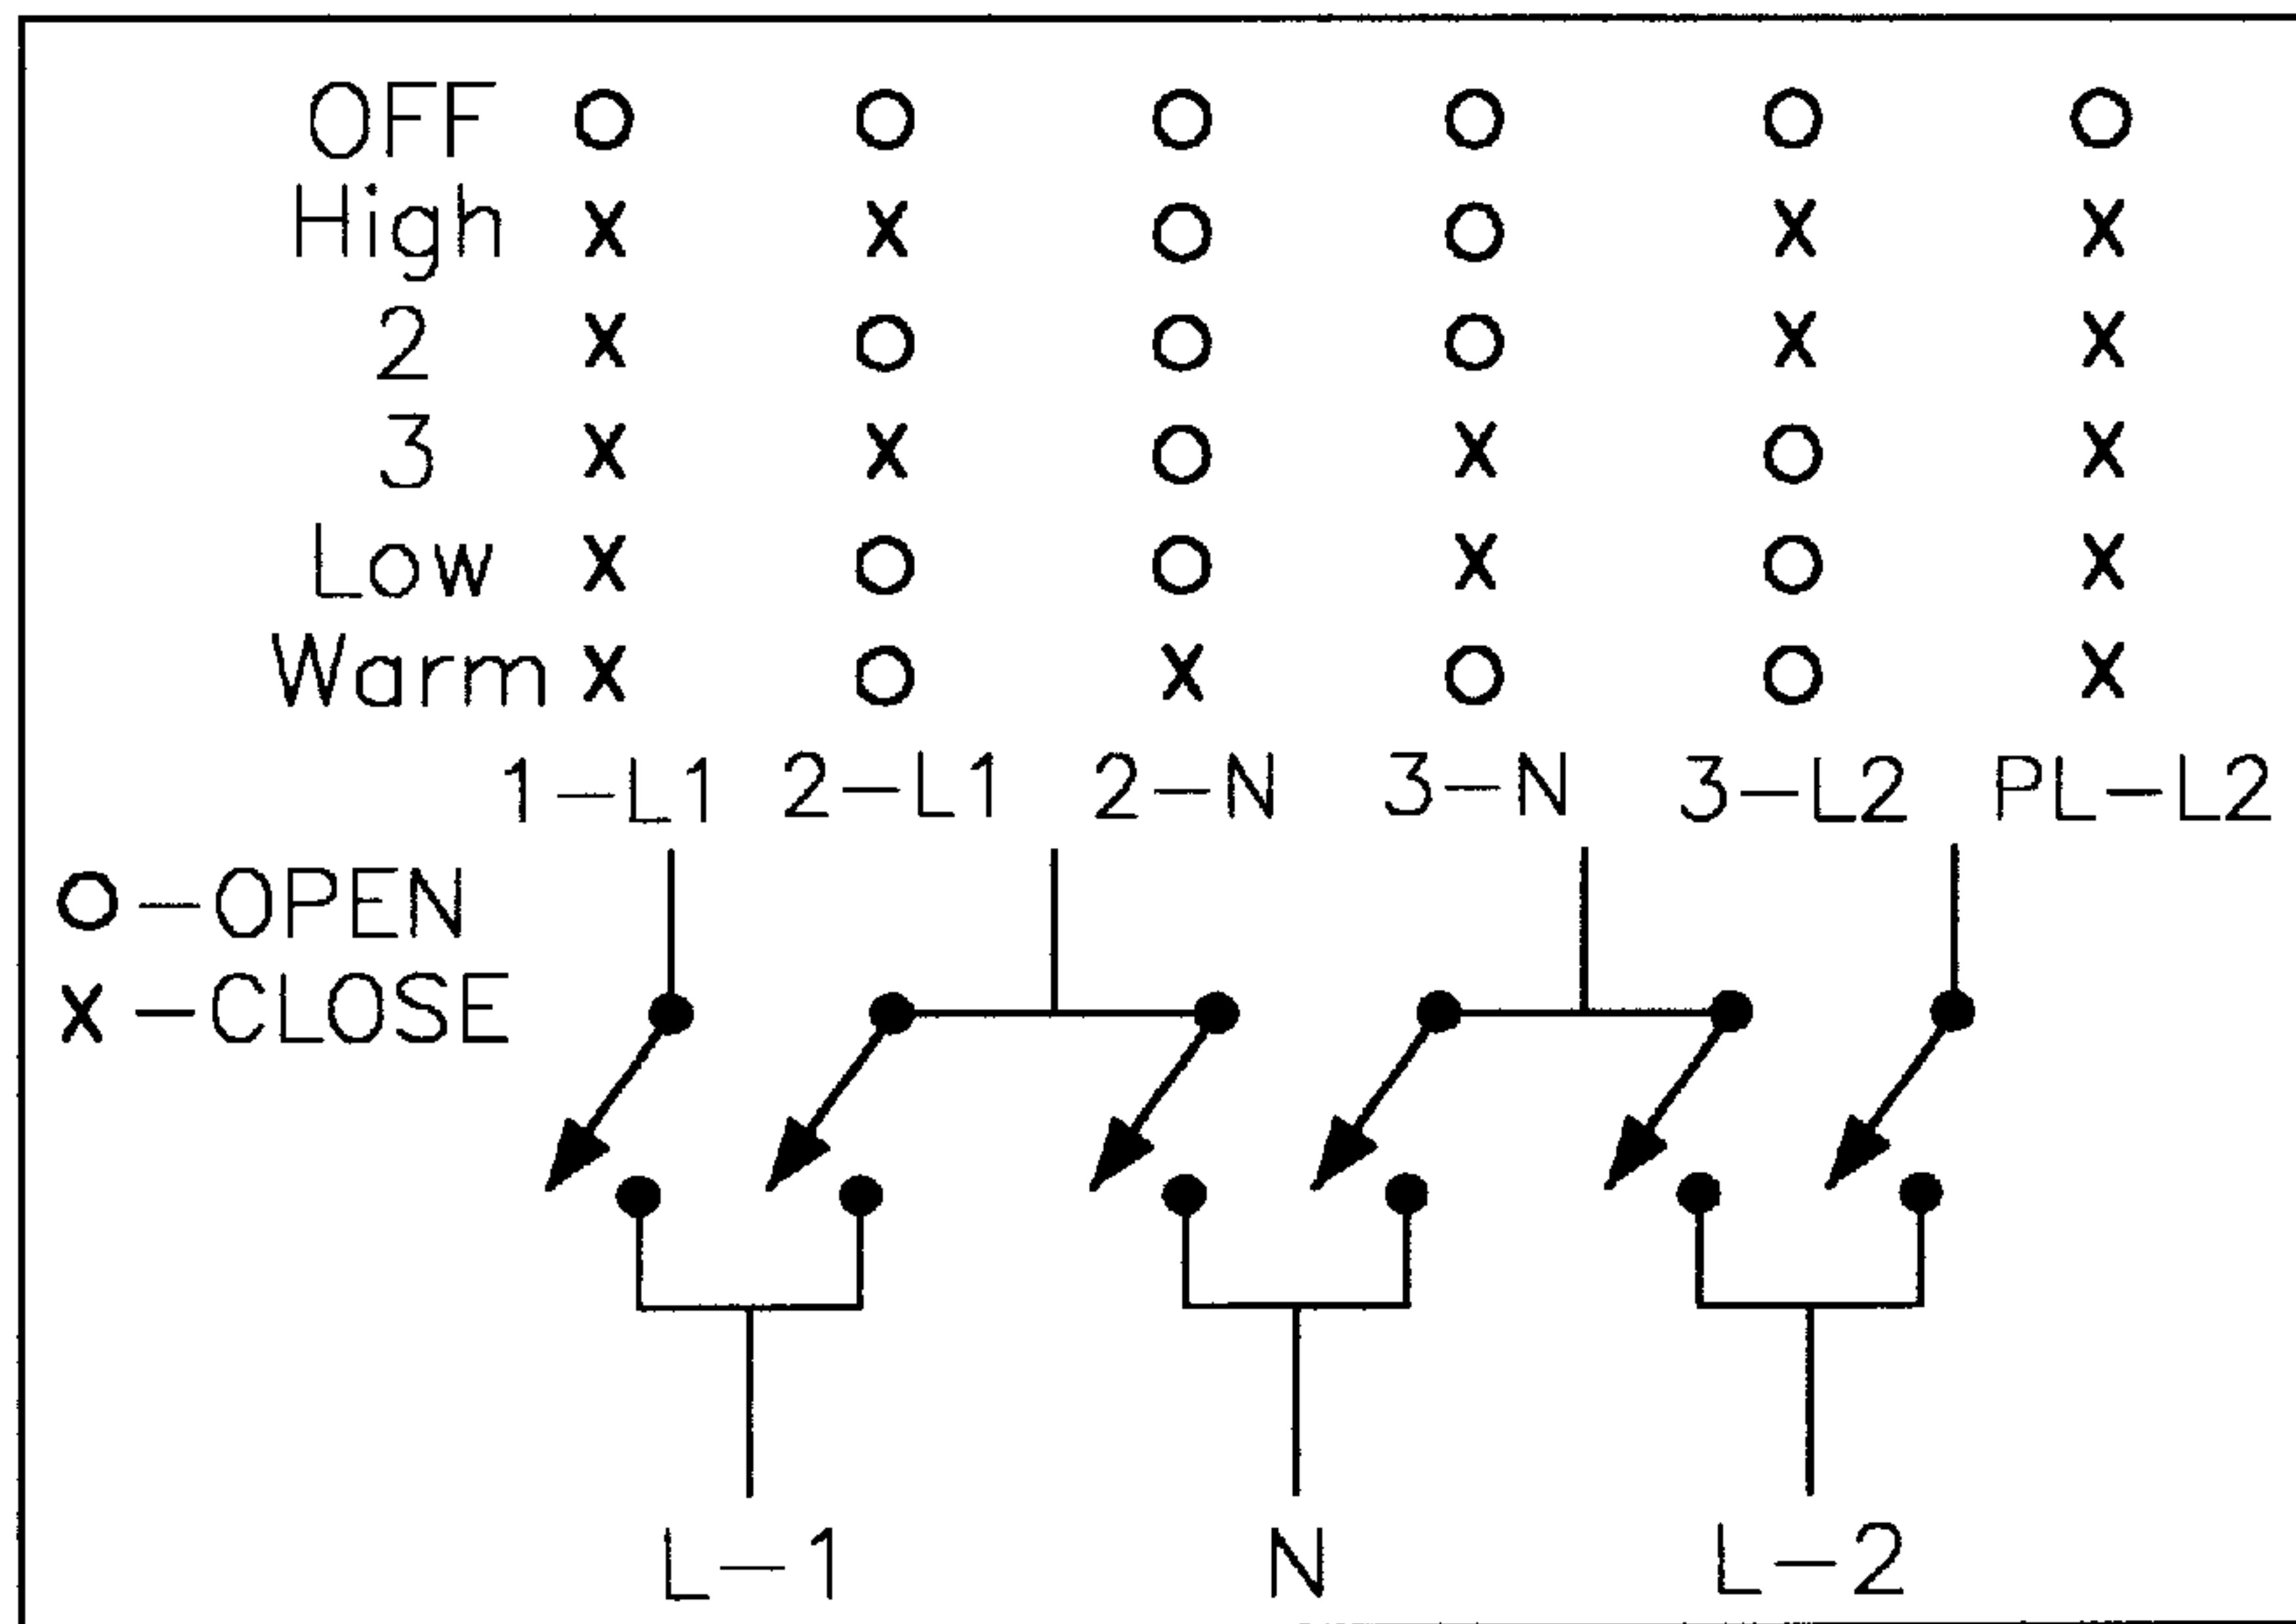 OFF O O O O O O
High X X O O X X
2 X O O O X X
3 X X O X O X
Low X O O X O X
Warm X O X O O X
1-L1 2-L1 2-N 3-N 3-L2 PL-L2
O-OPEN
X-CLOSE
L-1 N L-2